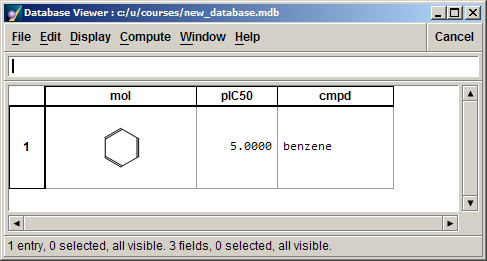 Database Viewer : c:/u/courses/new_database.mdb
File Edit Display Compute Window Help Cancel
mol pIC50 cmpd
1 5.0000 benzene
1 entry, 0 selected, all visible. 3 fields, 0 selected, all visible.